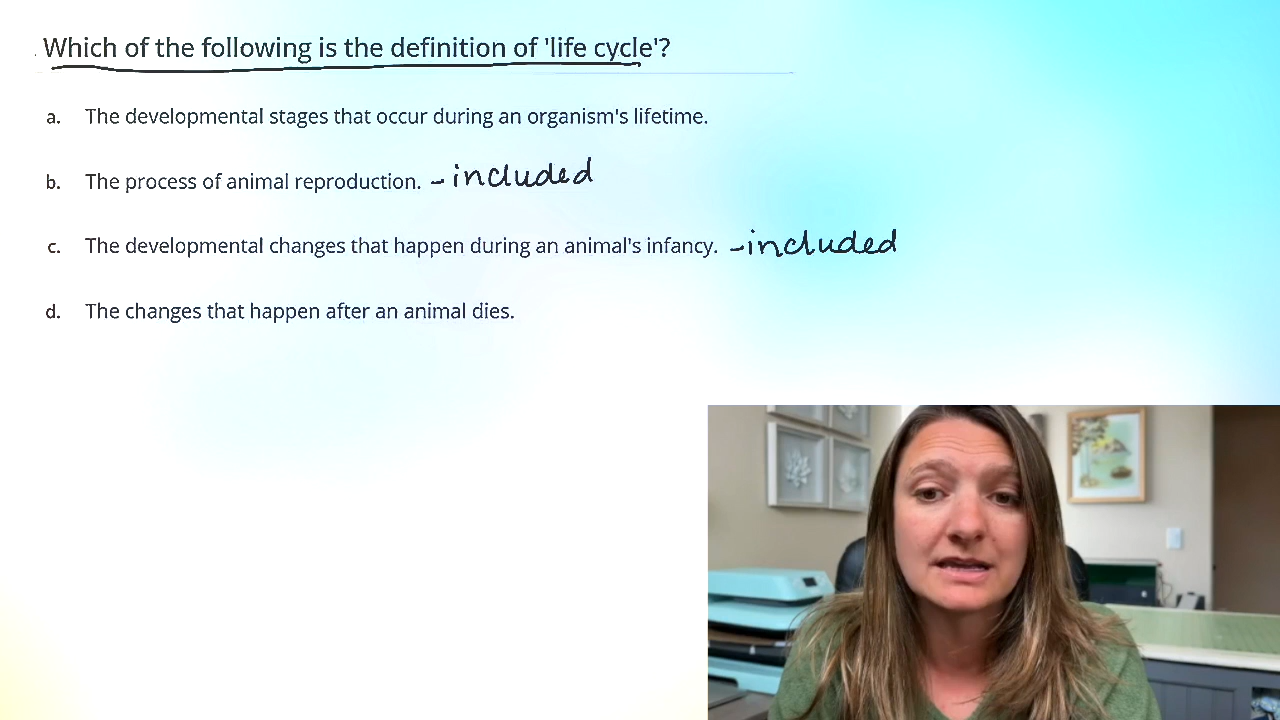 Which of the following is the definition of 'life cycle'?
a. The developmental stages that occur during an organism's lifetime.
b. The process of animal reproduction. - included
c. The developmental changes that happen during an animal's infancy. - included
d. The changes that happen after an animal dies.